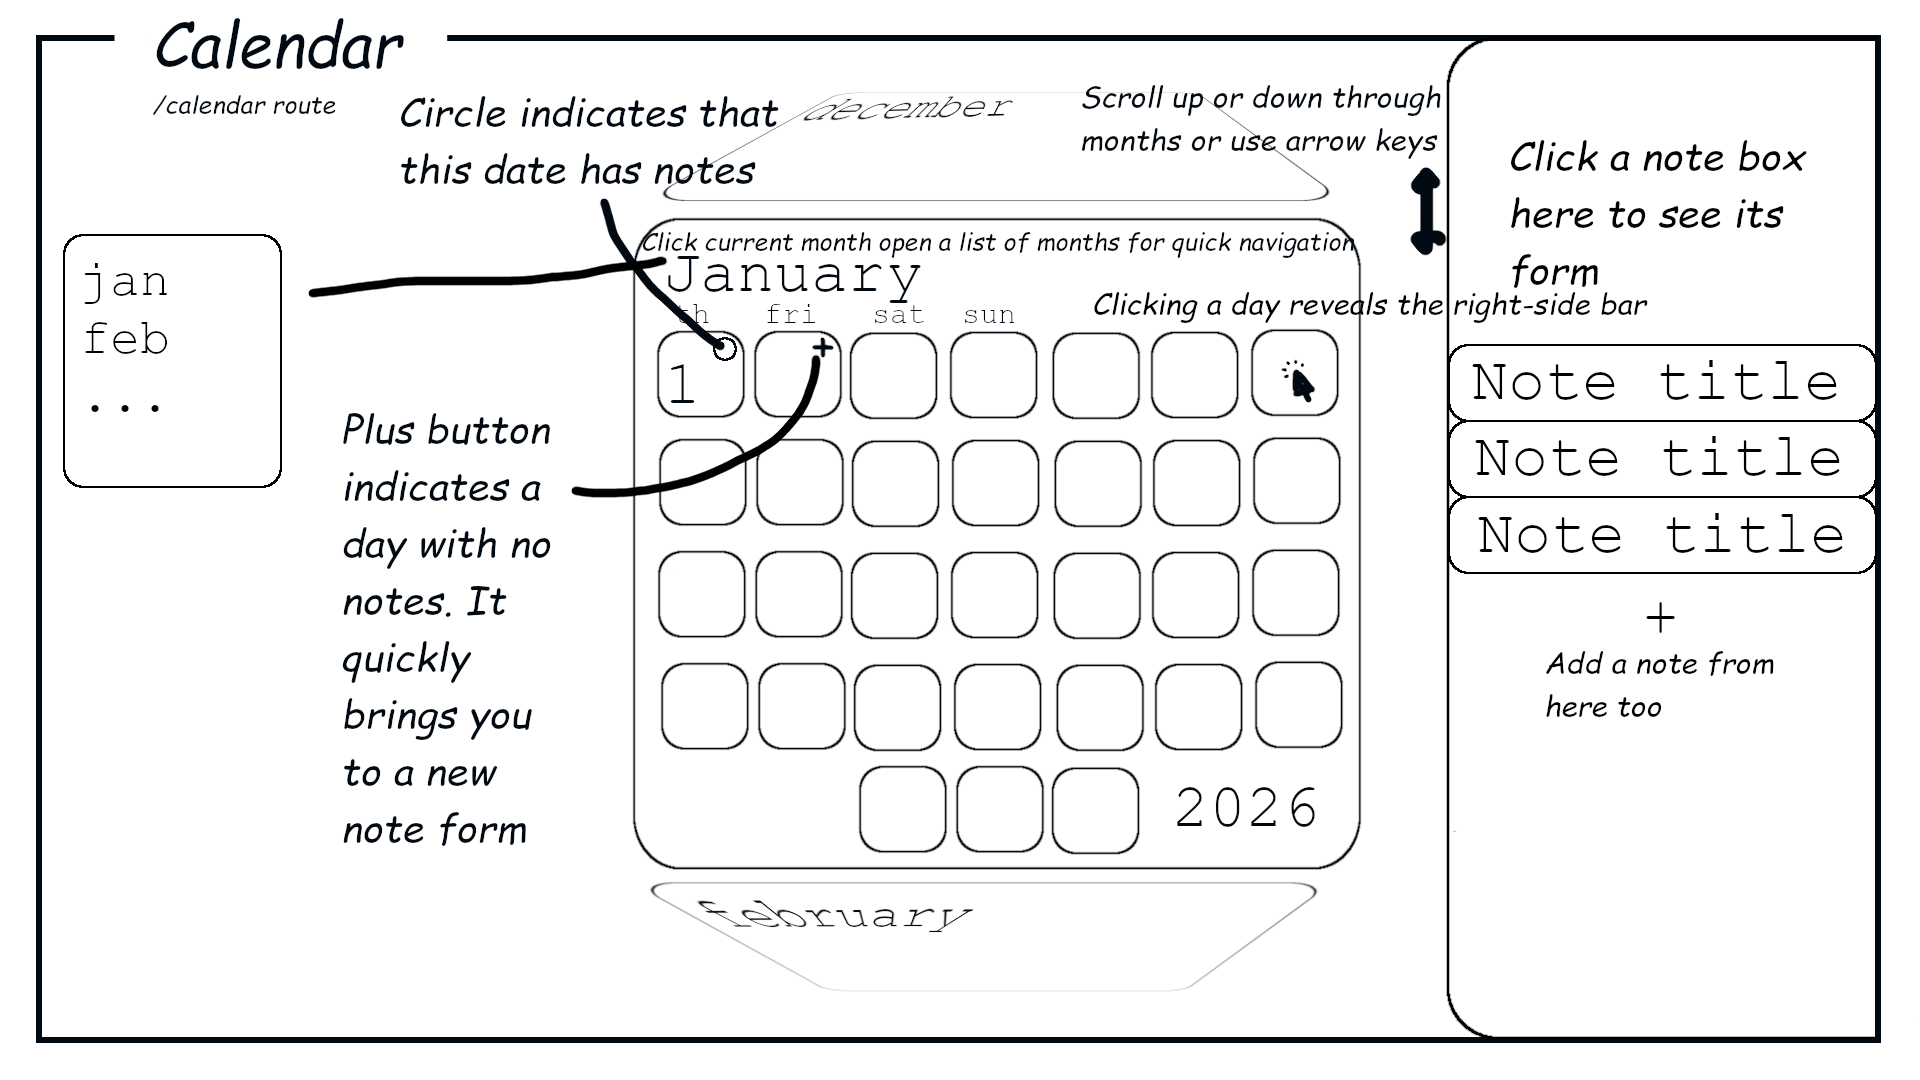 Calendar
/calendar route
Circle indicates that
this date has notes
december
Scroll up or down through
months or use arrow keys
Click a note box
here to see its
form
jan
feb
...
Click current month open a list of months for quick navigation
January
Clicking a day reveals the right-side bar
th fri sat sun
+
1
Plus button
indicates a
day with no
notes. It
quickly
brings you
to a new
note form
Note title
Note title
Note title
+
Add a note from
here too
2026
february